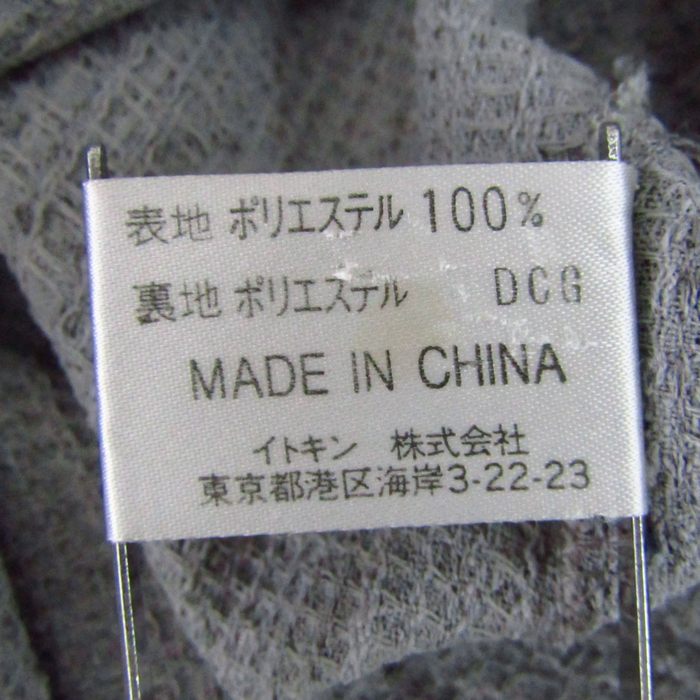 表地 ポリエステル 100%
裏地 ポリエステル DCG
MADE IN CHINA
イトキン 株式会社
東京都港区海岸3-22-23